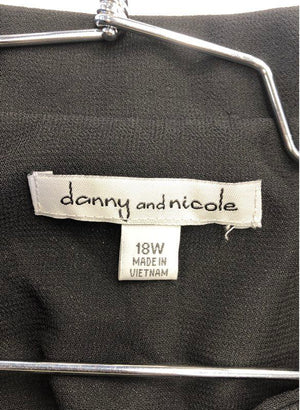 danny and nicole
18W
MADE IN
VIETNAM